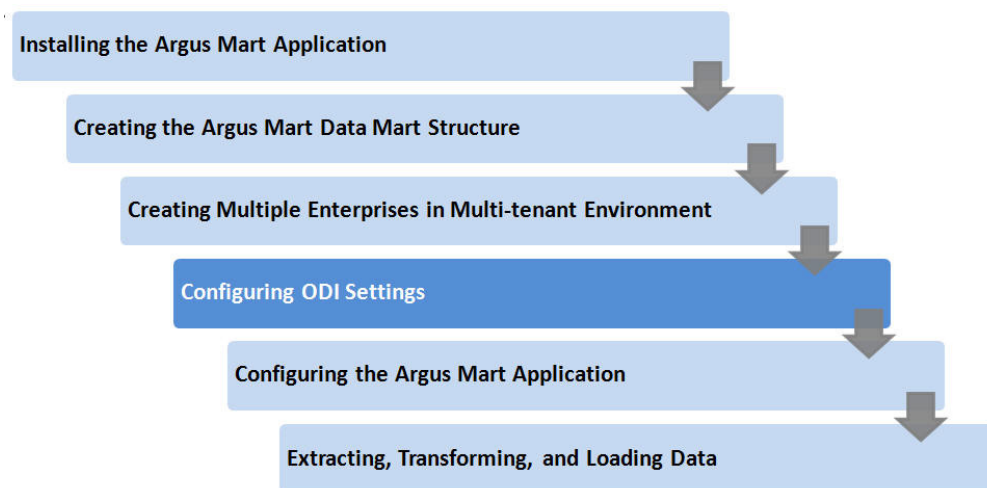 Installing the Argus Mart Application
Creating the Argus Mart Data Mart Structure
Creating Multiple Enterprises in Multi-tenant Environment
Configuring ODI Settings
Configuring the Argus Mart Application
Extracting, Transforming, and Loading Data